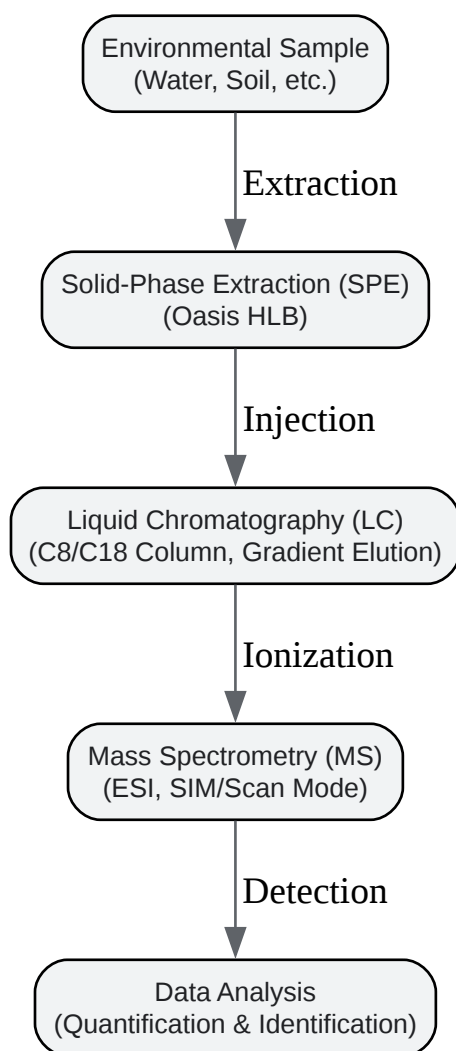 Environmental Sample
(Water, Soil, etc.)
Extraction
Solid-Phase Extraction (SPE)
(Oasis HLB)
Injection
Liquid Chromatography (LC)
(C8/C18 Column, Gradient Elution)
Ionization
Mass Spectrometry (MS)
(ESI, SIM/Scan Mode)
Detection
Data Analysis
(Quantification & Identification)